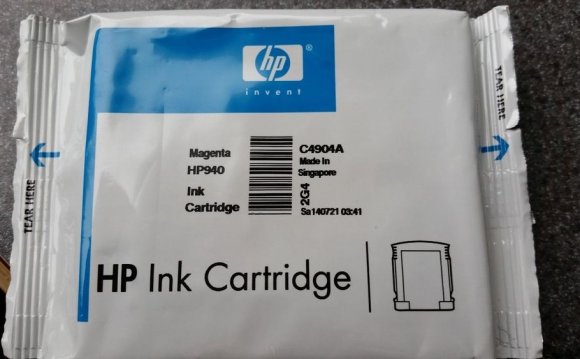 hp
®
invent
Magenta
HP940
Ink
Cartridge
C4904A
Made In
Singapore
2G4
Sa140721 03:41
HP Ink Cartridge
TEAR HERE
TEAR HERE